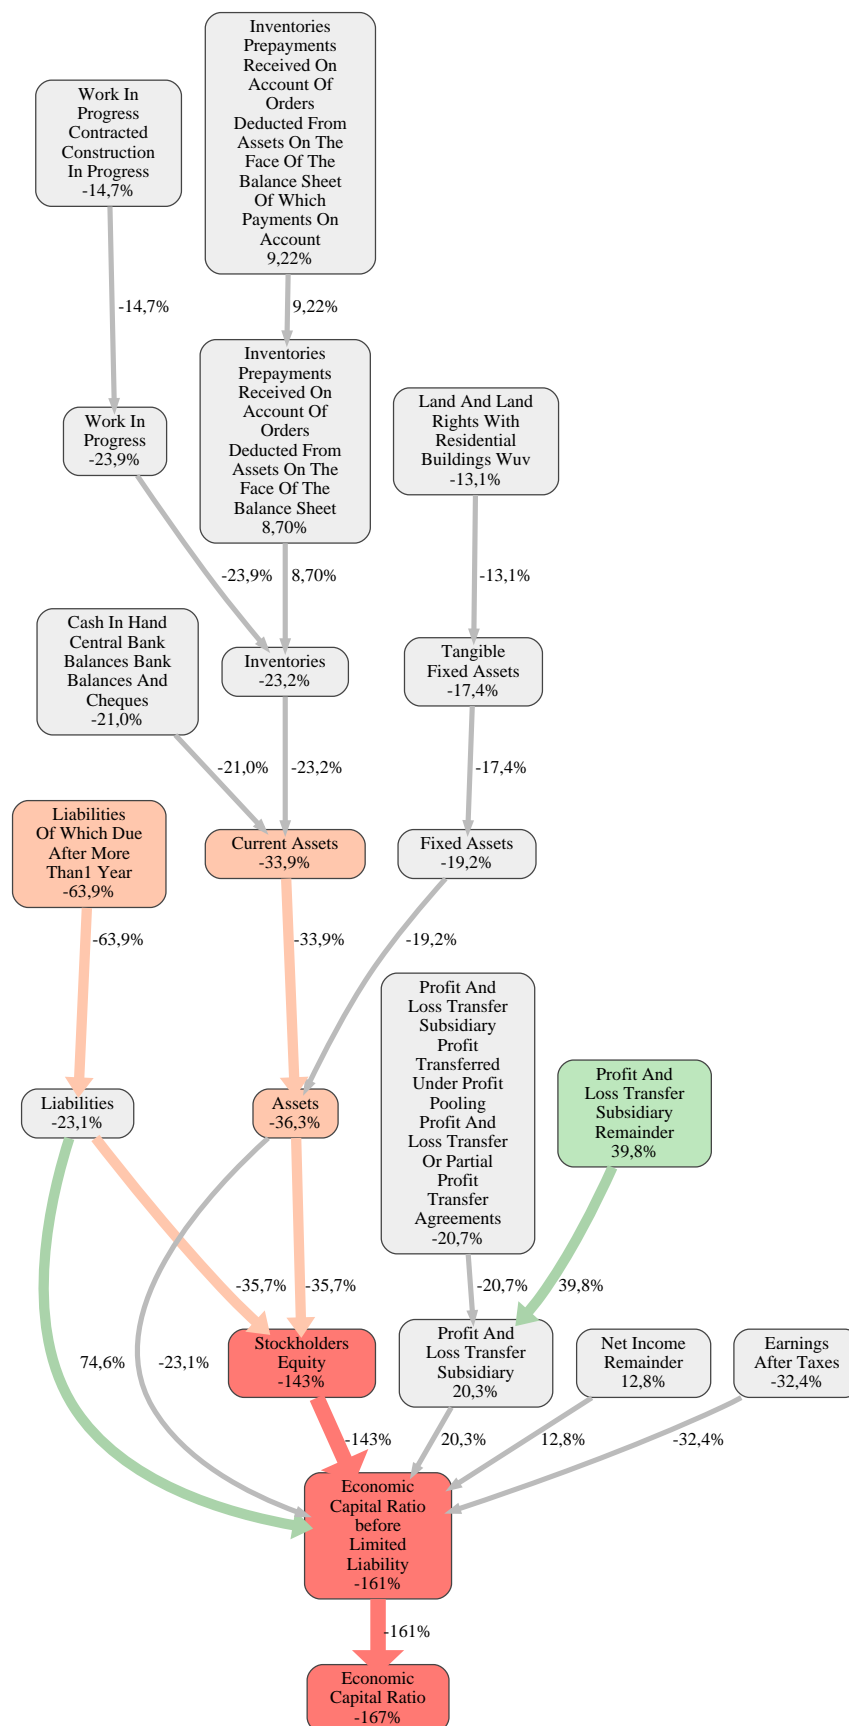 Inventories
Prepayments
Received On
Account Of
Orders
Deducted From
Assets On The
Face Of The
Balance Sheet
Of Which
Payments On
Account
9,22%
Work In
Progress
Contracted
Construction
In Progress
-14,7%
-14,7%
9,22%
Inventories
Prepayments
Received On
Account Of
Orders
Deducted From
Assets On The
Face Of The
Balance Sheet
8,70%
Land And Land
Rights With
Residential
Buildings Wuv
-13,1%
Work In
Progress
-23,9%
-23,9%
8,70%
-13,1%
Cash In Hand
Central Bank
Balances Bank
Balances And
Cheques
-21,0%
Inventories
-23,2%
Tangible
Fixed Assets
-17,4%
-21,0%
-23,2%
-17,4%
Liabilities
Of Which Due
After More
Than1 Year
-63,9%
Current Assets
-33,9%
Fixed Assets
-19,2%
-63,9%
-33,9%
-19,2%
Profit And
Loss Transfer
Subsidiary
Profit
Transferred
Under Profit
Pooling
Profit And
Loss Transfer
Or Partial
Profit
Transfer
Agreements
-20,7%
Profit And
Loss Transfer
Subsidiary
Remainder
39,8%
Liabilities
-23,1%
Assets
-36,3%
-35,7%
-35,7%
-20,7%
39,8%
Stockholders
Equity
-143%
Profit And
Loss Transfer
Subsidiary
20,3%
Net Income
Remainder
12,8%
Earnings
After Taxes
-32,4%
74,6%
-23,1%
-143%
20,3%
12,8%
-32,4%
Economic
Capital Ratio
before
Limited
Liability
-161%
-161%
Economic
Capital Ratio
-167%